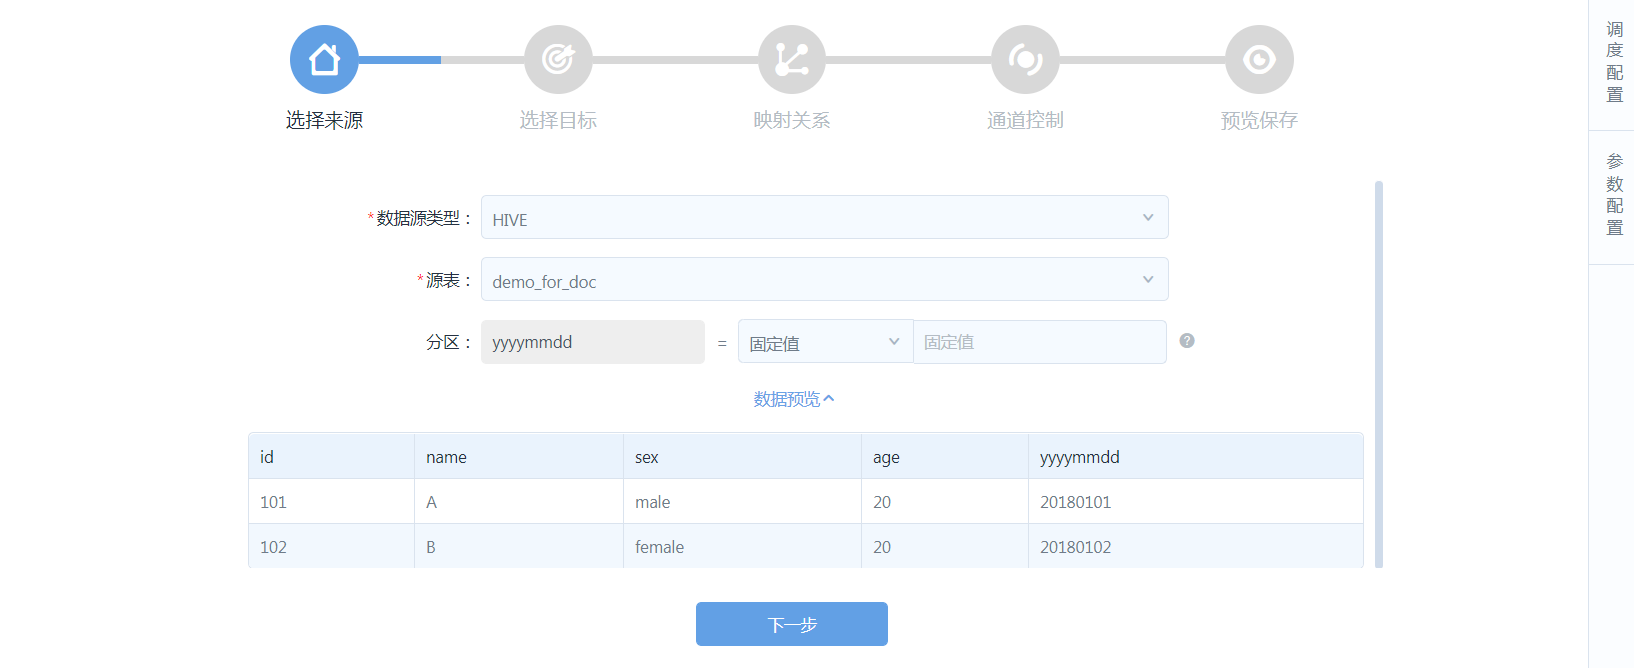 选择来源
选择目标
映射关系
通道控制
预览保存
*数据源类型：
HIVE
*源表：
demo_for_doc
分区：
yyyymmdd
=
固定值
固定值
?
数据预览
id name sex age yyyymmdd
101 A male 20 20180101
102 B female 20 20180102
下一步
调度配置
参数配置